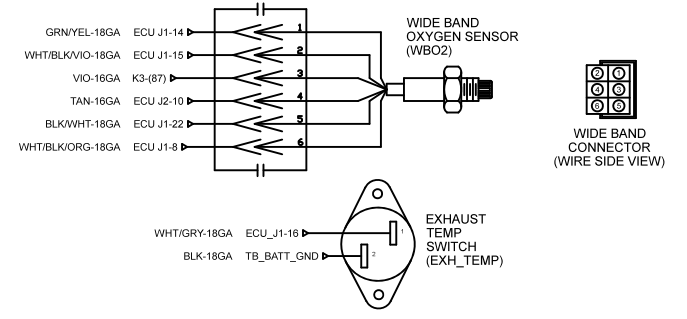 GRN/YEL-18GA ECU J1-14 1
WHT/BLK/VIO-18GA ECU J1-15 2
VIO-16GA K3-(87) 3
TAN-16GA ECU J2-10 4
BLK/WHT-18GA ECU J1-22 5
WHT/BLK/ORG-18GA ECU J1-8 6
WIDE BAND
OXYGEN SENSOR
(WBO2)
2 1
4 3
6 5
WIDE BAND
CONNECTOR
(WIRE SIDE VIEW)
WHT/GRY-18GA ECU_J1-16 1
BLK-18GA TB_BATT_GND 2
EXHAUST
TEMP
SWITCH
(EXH_TEMP)